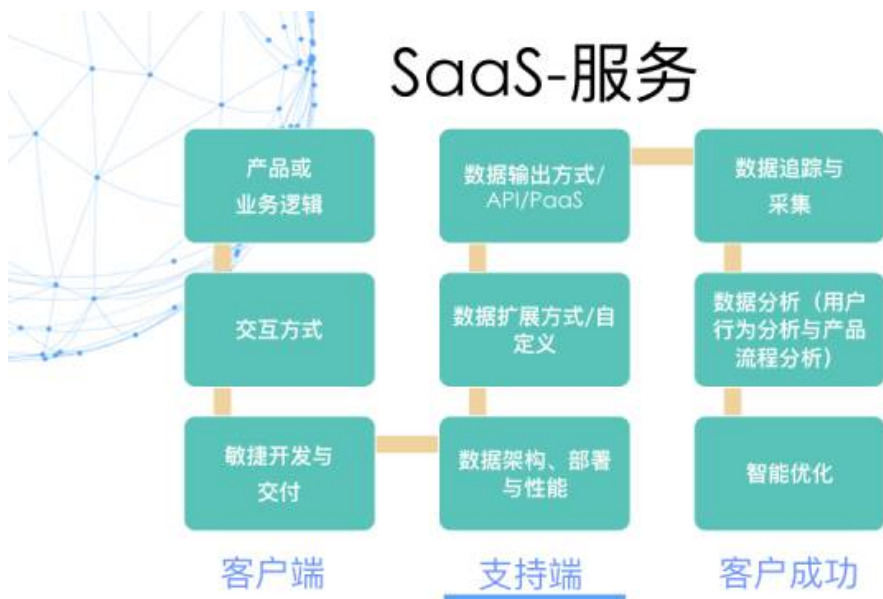 SaaS-服务
产品或
业务逻辑
交互方式
敏捷开发与
交付
客户端
数据输出方式/
API/PaaS
数据扩展方式/自
定义
数据架构、部署
与性能
支持端
数据追踪与
采集
数据分析（用户
行为分析与产品
流程分析）
智能优化
客户成功